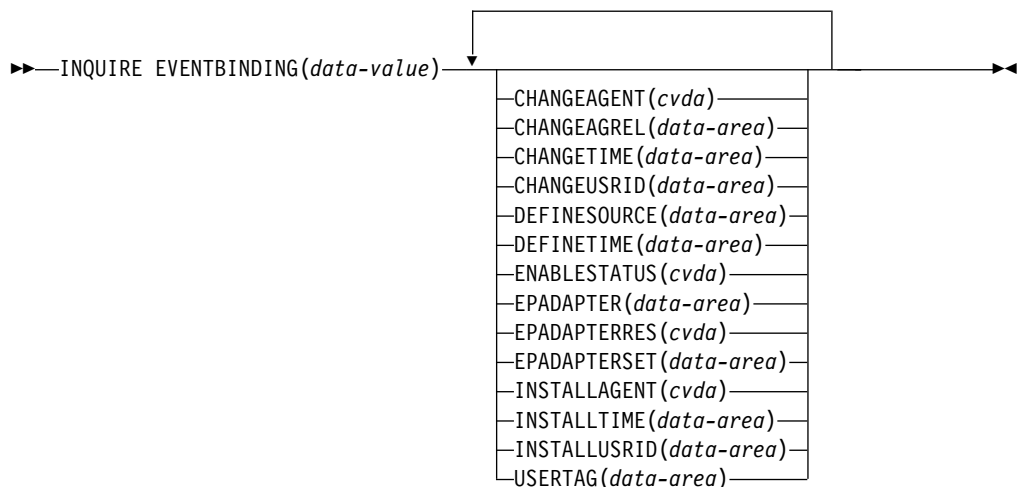 INQUIRE EVENTBINDING(data-value)
CHANGEAGENT(cvda)
CHANGEAGREL(data-area)
CHANGETIME(data-area)
CHANGEUSRID(data-area)
DEFINESOURCE(data-area)
DEFINETIME(data-area)
ENABLESTATUS(cvda)
EPADAPTER(data-area)
EPADAPTERRES(cvda)
EPADAPTERSET(data-area)
INSTALLAGENT(cvda)
INSTALLTIME(data-area)
INSTALLUSRID(data-area)
USERTAG(data-area)